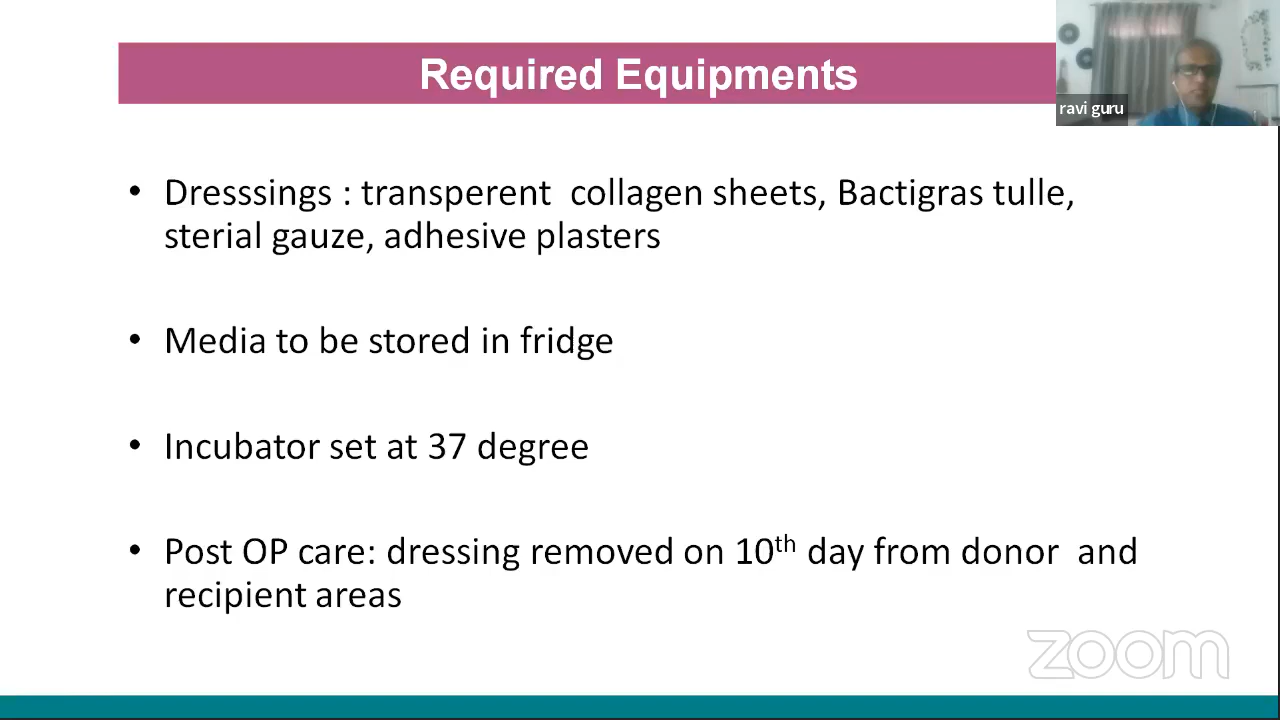 Required Equipments
ravi guru
• Dresssings : transperent collagen sheets, Bactigras tulle,
sterial gauze, adhesive plasters
• Media to be stored in fridge
• Incubator set at 37 degree
• Post OP care: dressing removed on 10th day from donor and
recipient areas
zoom